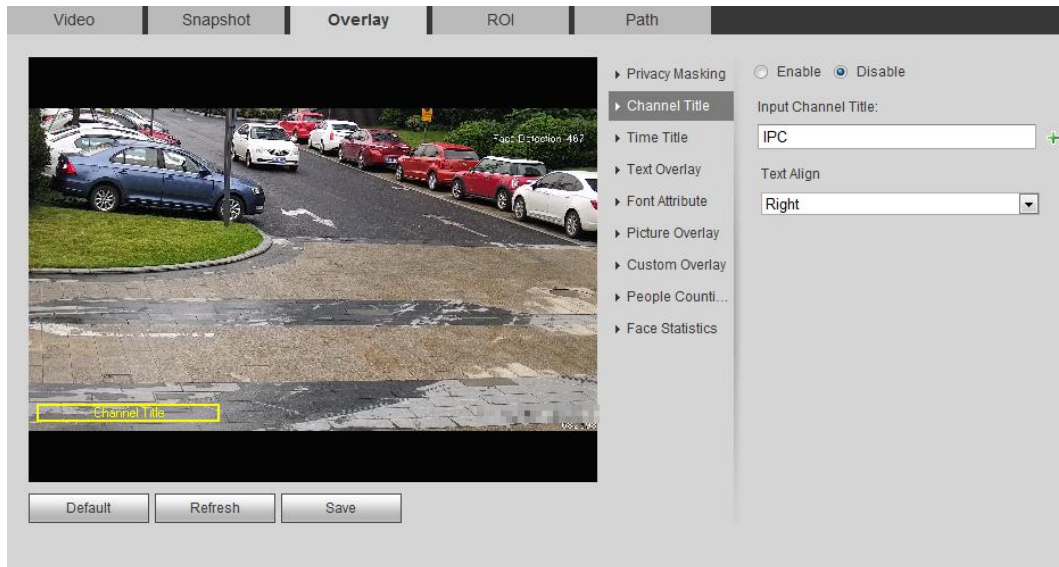 Video Snapshot Overlay ROI Path
Face Detection-467
Channel Title
Privacy Masking
Channel Title
Time Title
Text Overlay
Font Attribute
Picture Overlay
Custom Overlay
People Counti...
Face Statistics
Enable Disable
Input Channel Title:
IPC
Text Align
Right
Default Refresh Save